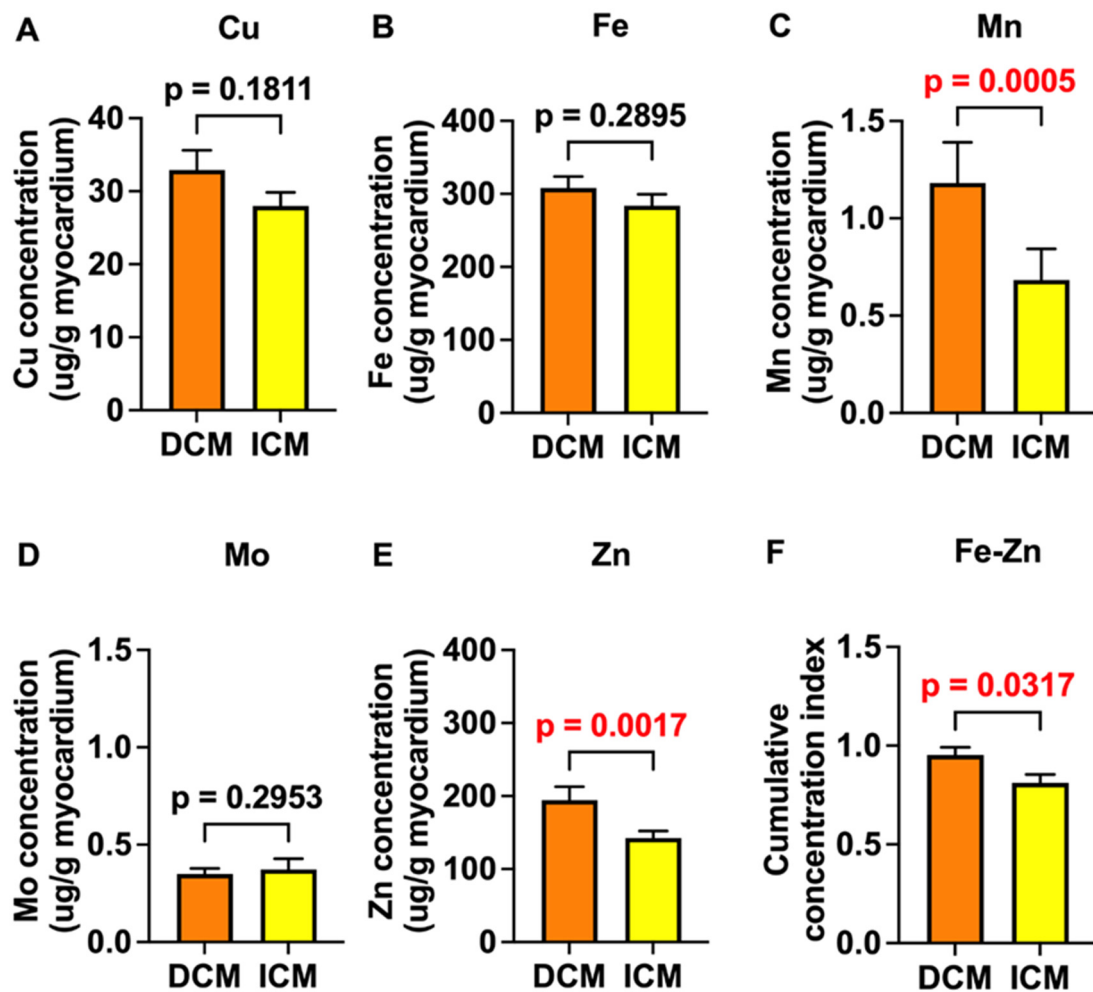 A Cu
p = 0.1811
Cu concentration
(ug/g myocardium)
40
30
20
10
0
DCM ICM
B Fe
p = 0.2895
Fe concentration
(ug/g myocardium)
400
300
200
100
0
DCM ICM
C Mn
p = 0.0005
Mn concentration
(ug/g myocardium)
1.5
1.0
0.5
0.0
DCM ICM
D Mo
p = 0.2953
Mo concentration
(ug/g myocardium)
1.5
1.0
0.5
0.0
DCM ICM
E Zn
p = 0.0017
Zn concentration
(ug/g myocardium)
400
300
200
100
0
DCM ICM
F Fe-Zn
p = 0.0317
Cumulative
concentration index
1.5
1.0
0.5
0.0
DCM ICM